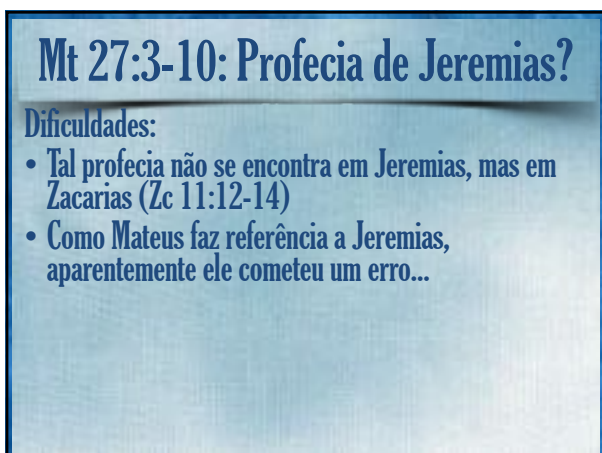 Mt 27:3-10: Profecia de Jeremias?
Dificuldades:
• Tal profecia não se encontra em Jeremias, mas em
Zacarias (Zc 11:12-14)
• Como Mateus faz referência a Jeremias,
aparentemente ele cometeu um erro...